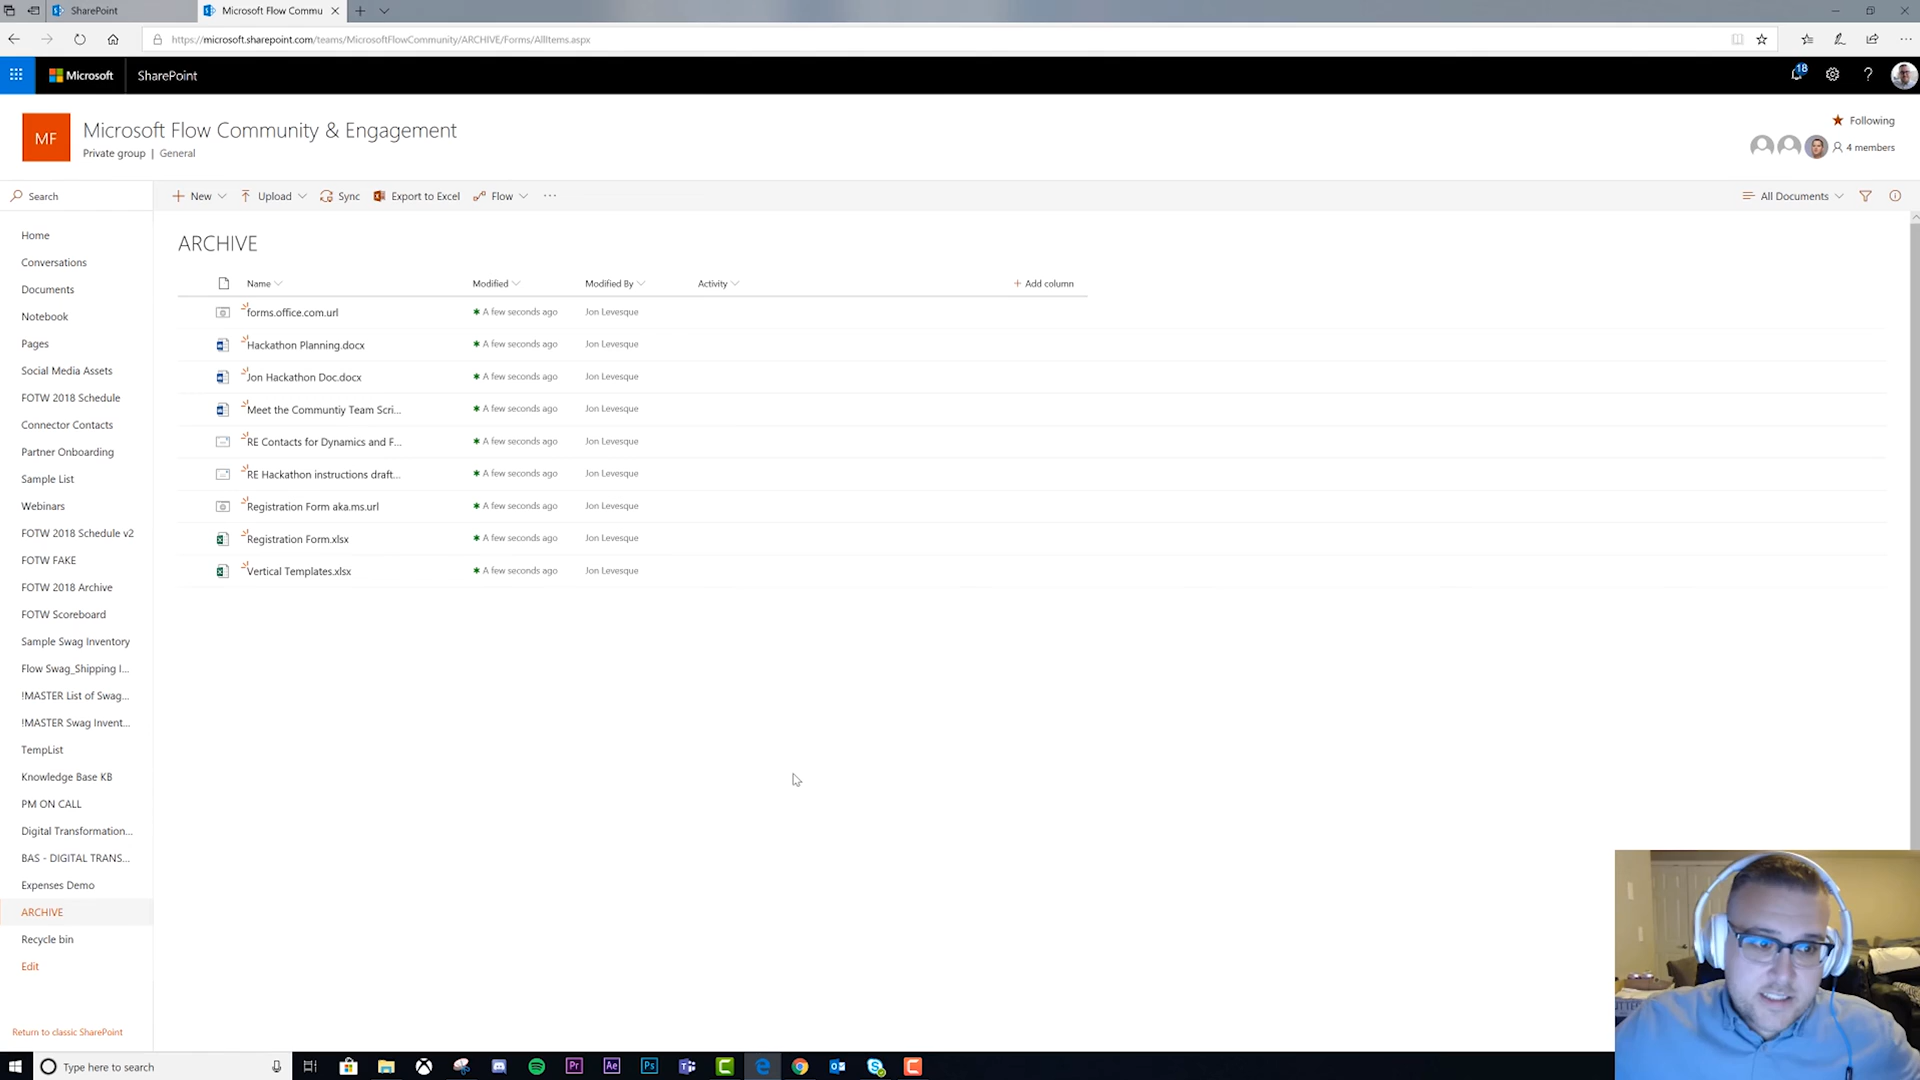 SharePoint
Microsoft Flow Commu
https://microsoft.sharepoint.com/teams/MicrosoftFlowCommunity/ARCHIVE/Forms/AllItems.aspx
Microsoft
SharePoint
18
?
MF
Microsoft Flow Community & Engagement
Private group | General
Following
4 members
Search
New
Upload
Sync
Export to Excel
Flow
...
All Documents
Home
Conversations
Documents
Notebook
Pages
Social Media Assets
FOTW 2018 Schedule
Connector Contacts
Partner Onboarding
Sample List
Webinars
FOTW 2018 Schedule v2
FOTW FAKE
FOTW 2018 Archive
FOTW Scoreboard
Sample Swag Inventory
Flow Swag_Shipping I...
!MASTER List of Swag...
!MASTER Swag Invent...
TempList
Knowledge Base KB
PM ON CALL
Digital Transformation...
BAS - DIGITAL TRANS...
Expenses Demo
ARCHIVE
Recycle bin
Edit
Return to classic SharePoint
ARCHIVE
Name Modified Modified By Activity + Add column
forms.office.com.url A few seconds ago Jon Levesque
Hackathon Planning.docx A few seconds ago Jon Levesque
Jon Hackathon Doc.docx A few seconds ago Jon Levesque
Meet the Communtiy Team Scri... A few seconds ago Jon Levesque
RE Contacts for Dynamics and F... A few seconds ago Jon Levesque
RE Hackathon instructions draft... A few seconds ago Jon Levesque
Registration Form aka.ms.url A few seconds ago Jon Levesque
Registration Form.xlsx A few seconds ago Jon Levesque
Vertical Templates.xlsx A few seconds ago Jon Levesque
Type here to search
Pr
Ae
Ps